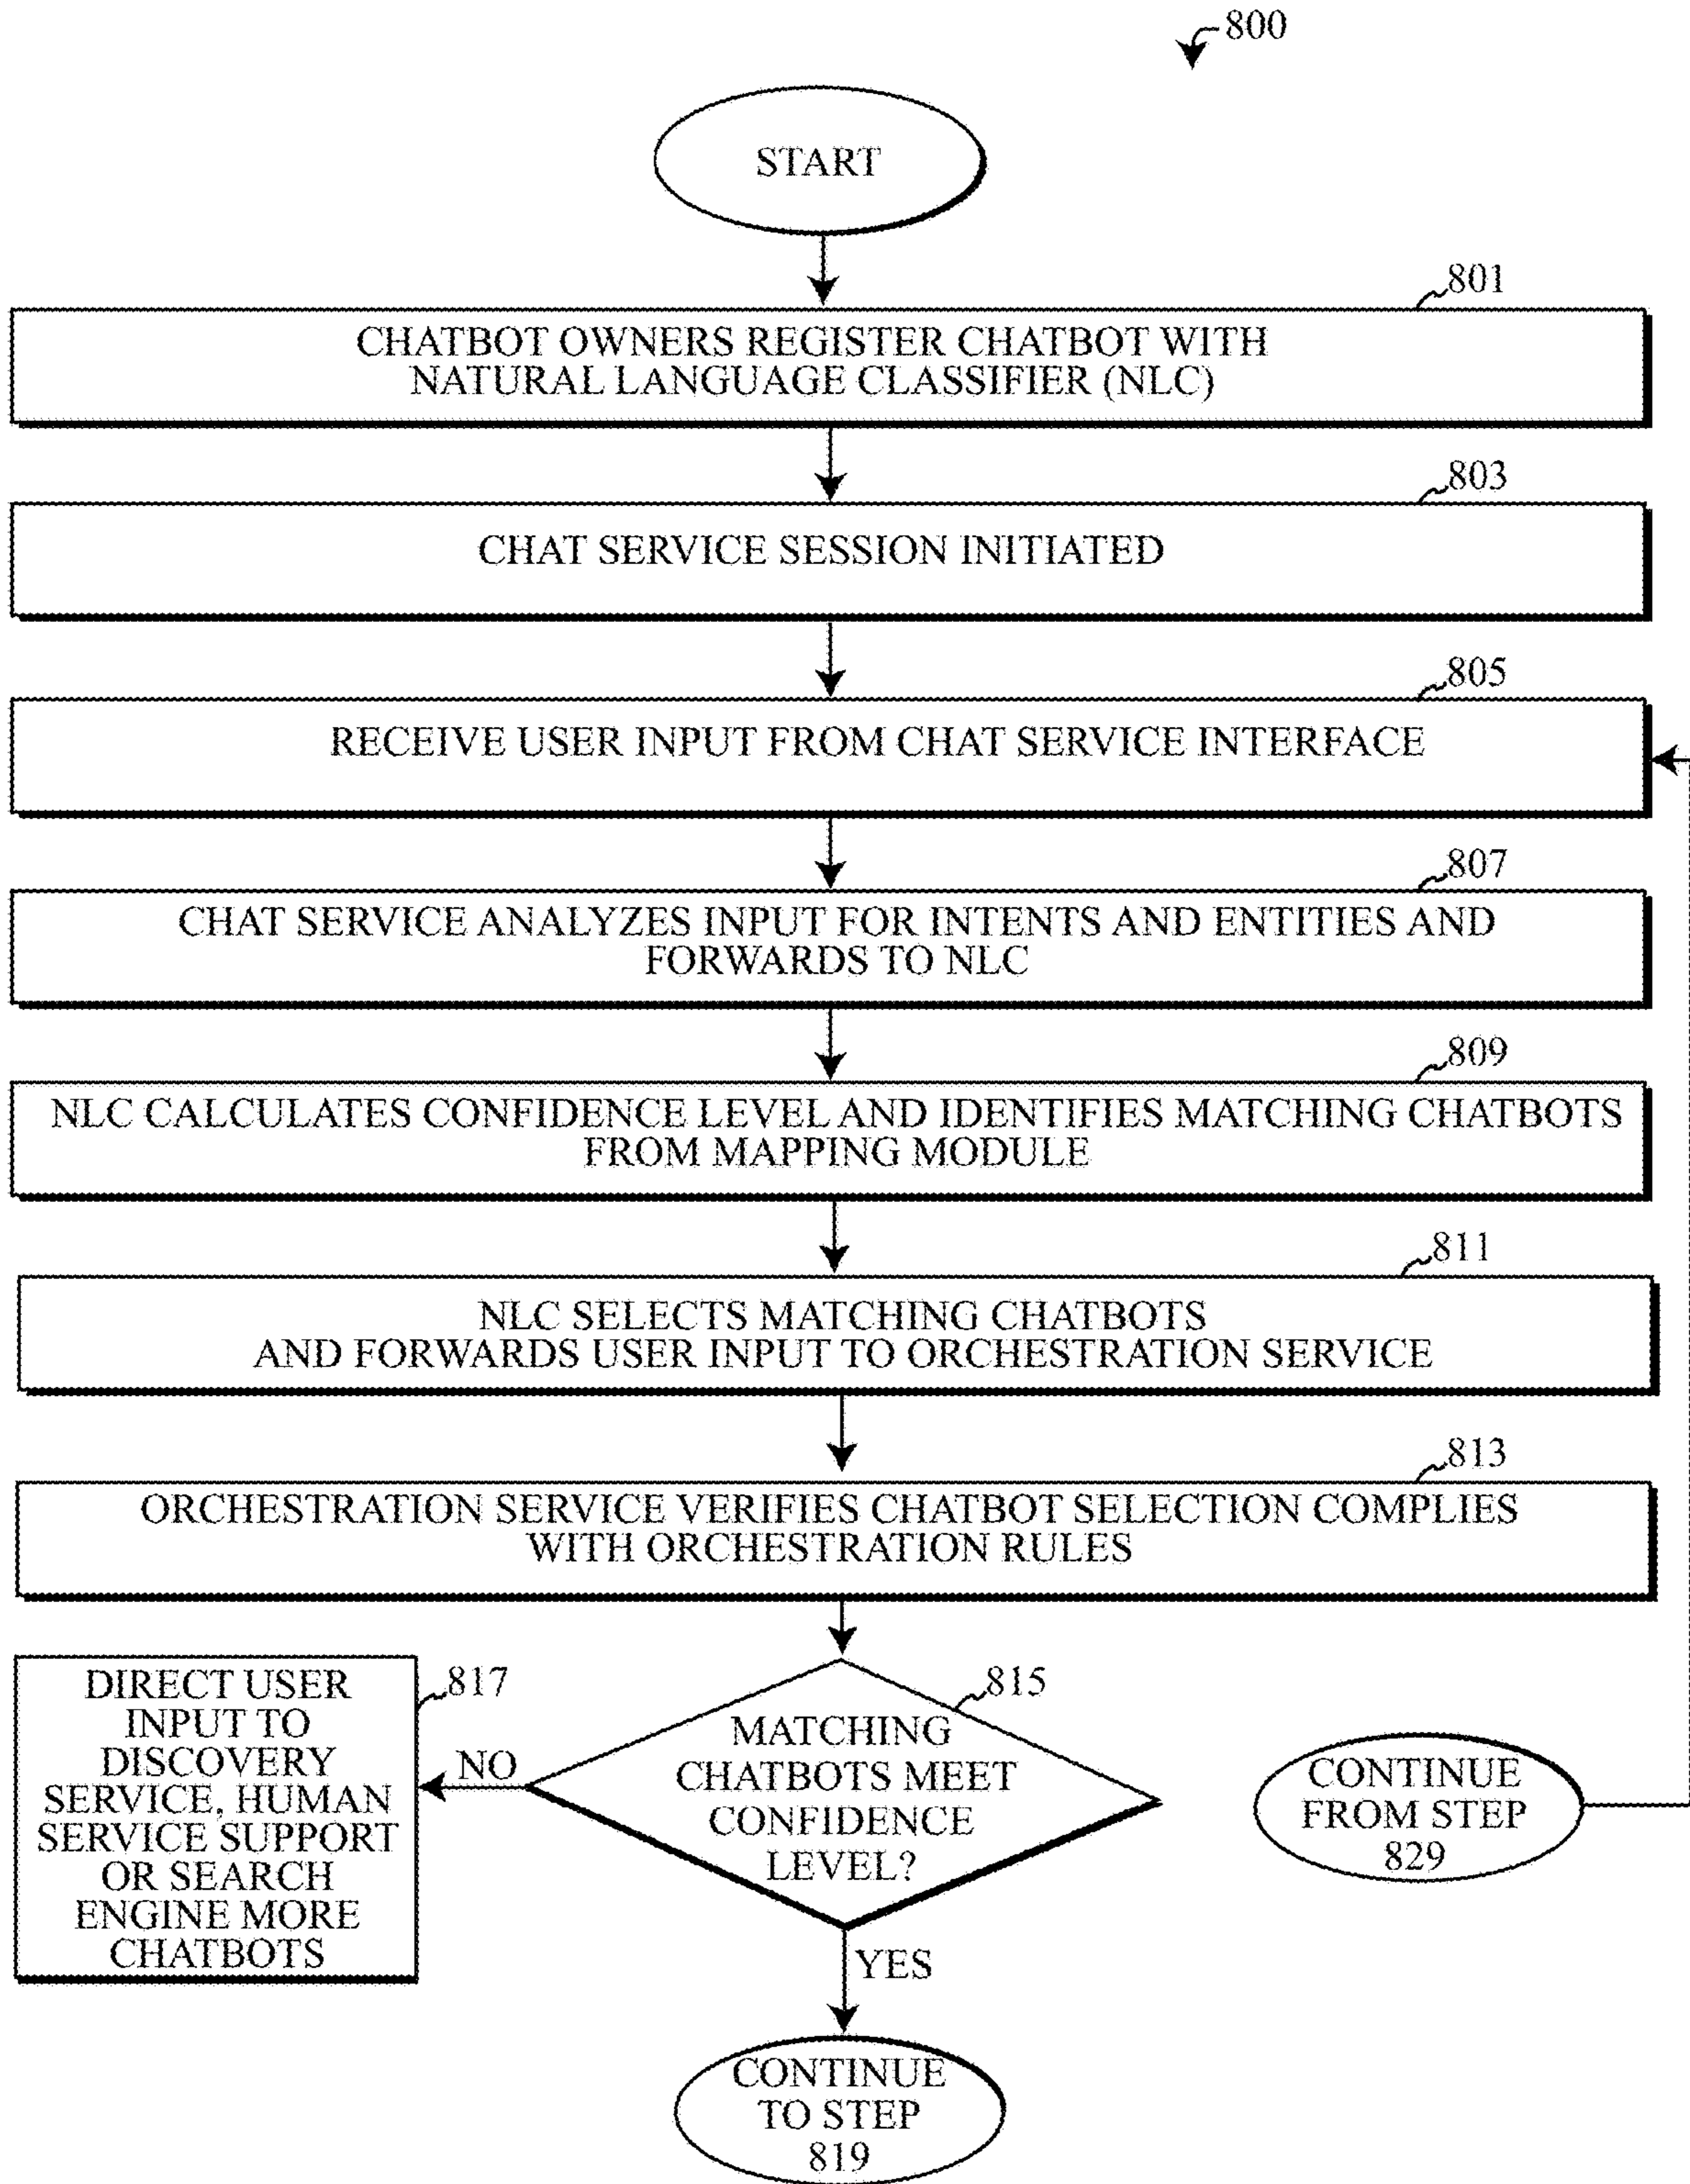 800
START
801
CHATBOT OWNERS REGISTER CHATBOT WITH
NATURAL LANGUAGE CLASSIFIER (NLC)
803
CHAT SERVICE SESSION INITIATED
805
RECEIVE USER INPUT FROM CHAT SERVICE INTERFACE
807
CHAT SERVICE ANALYZES INPUT FOR INTENTS AND ENTITIES AND
FORWARDS TO NLC
809
NLC CALCULATES CONFIDENCE LEVEL AND IDENTIFIES MATCHING CHATBOTS
FROM MAPPING MODULE
811
NLC SELECTS MATCHING CHATBOTS
AND FORWARDS USER INPUT TO ORCHESTRATION SERVICE
813
ORCHESTRATION SERVICE VERIFIES CHATBOT SELECTION COMPLIES
WITH ORCHESTRATION RULES
817
DIRECT USER
INPUT TO
DISCOVERY
SERVICE, HUMAN
SERVICE SUPPORT
OR SEARCH
ENGINE MORE
CHATBOTS
NO
815
MATCHING
CHATBOTS MEET
CONFIDENCE
LEVEL?
CONTINUE
FROM STEP
829
YES
CONTINUE
TO STEP
819